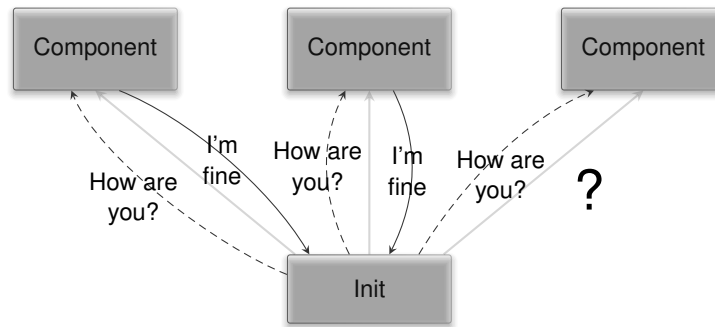 Component
Component
Component
I'm
fine
How are
you?
How are
you?
I'm
fine
How are
you?
?
Init